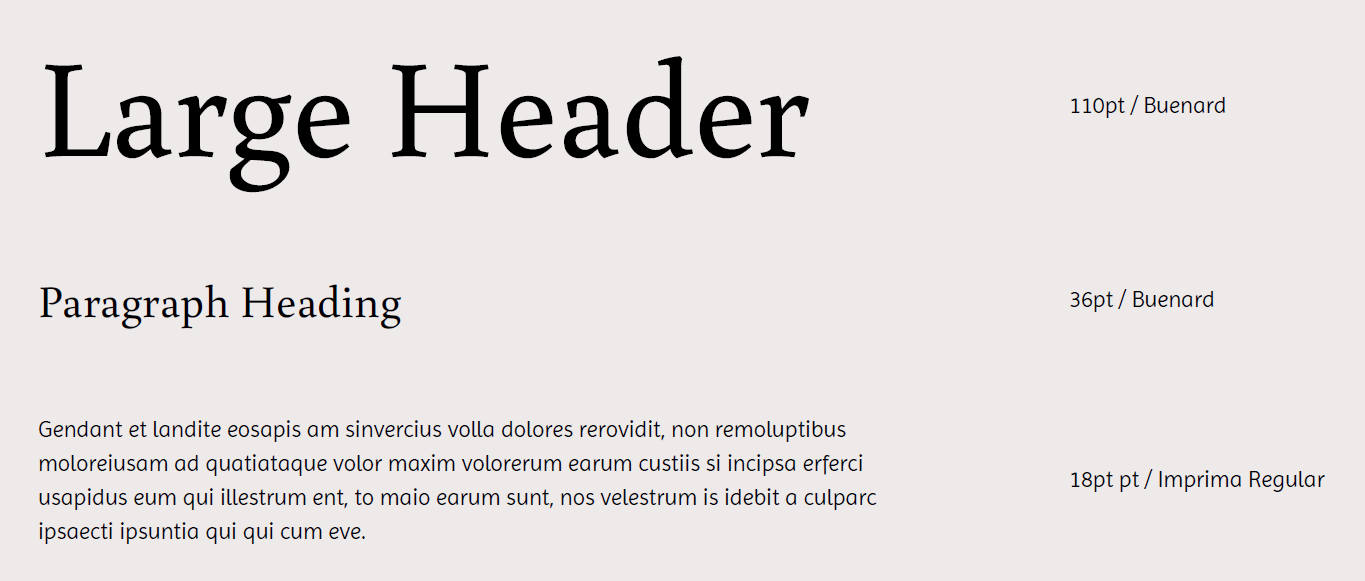 Large Header
110pt / Buenard
Paragraph Heading
36pt / Buenard
Gendant et landite eosapis am sinvercius volla dolores rerovidit, non remoluptibus
moloreiusam ad quatiataque volor maxim volorerum earum custiis si incipsa erferci
usapidus eum qui illestrum ent, to maio earum sunt, nos velestrum is idebit a culparc
ipsaecti ipsuntia qui qui cum eve.
18pt pt / Imprima Regular